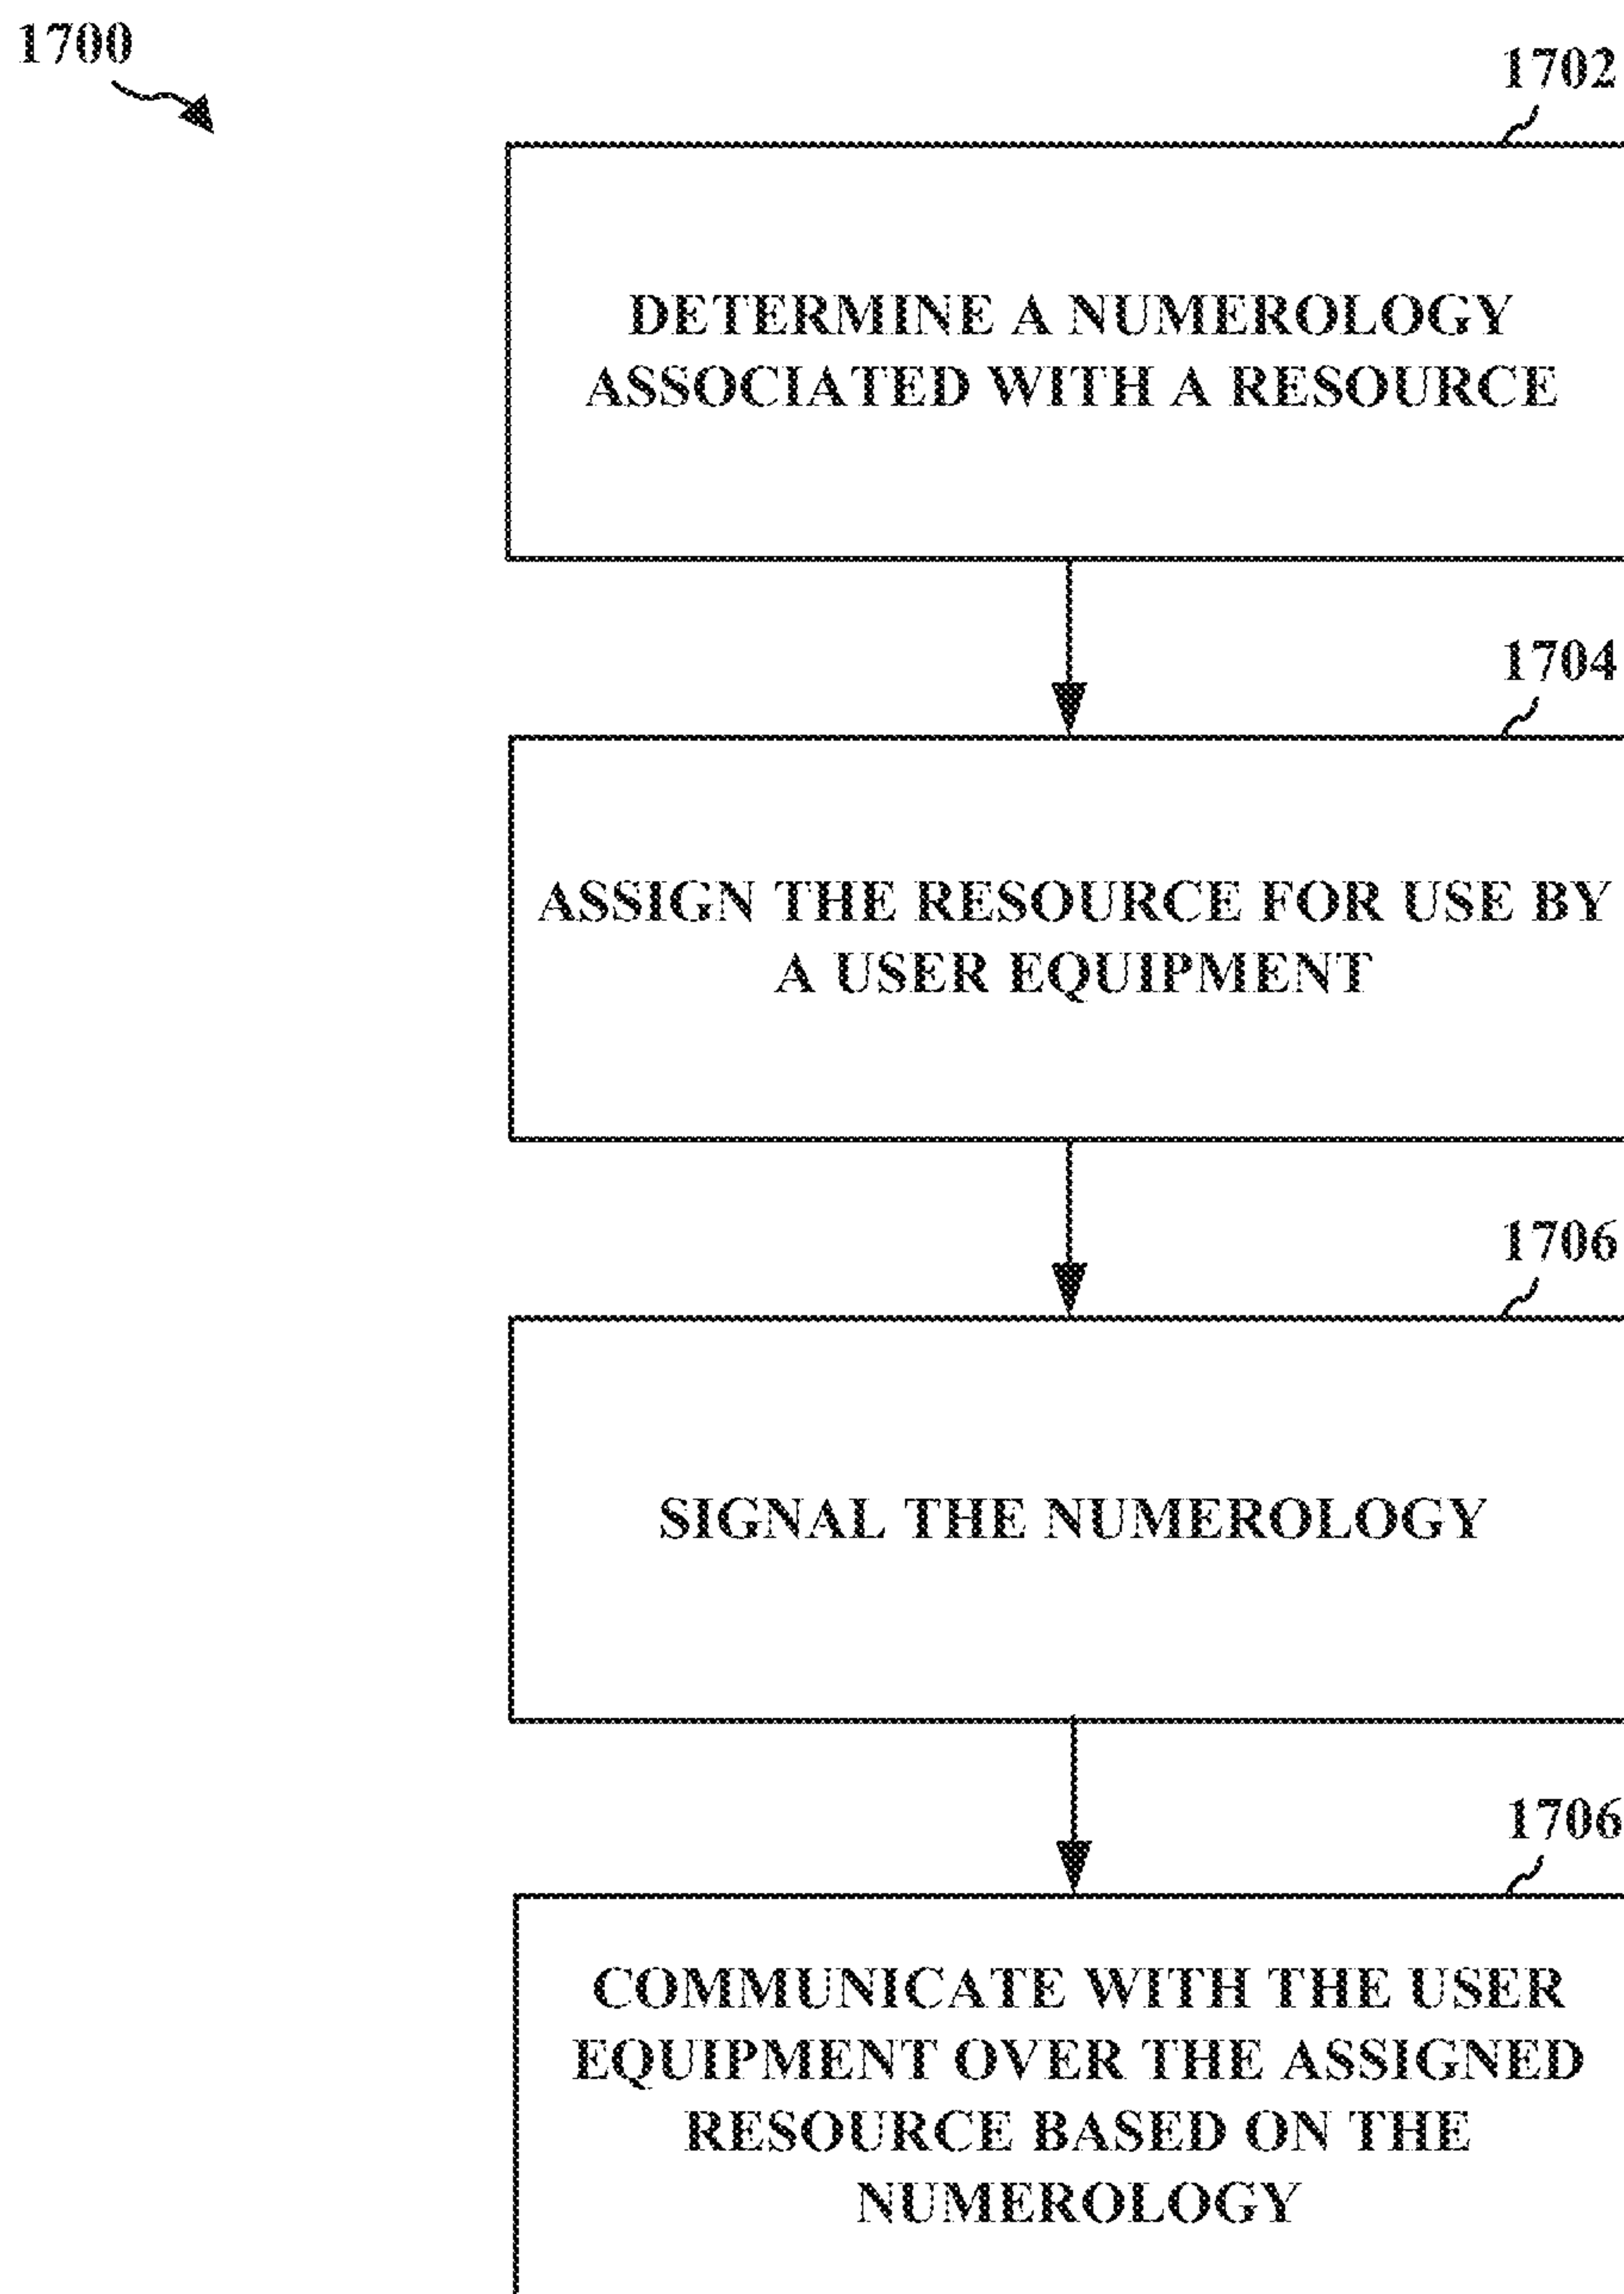 1700
1702
DETERMINE A NUMEROLOGY
ASSOCIATED WITH A RESOURCE
1704
ASSIGN THE RESOURCE FOR USE BY
A USER EQUIPMENT
1706
SIGNAL THE NUMEROLOGY
1706
COMMUNICATE WITH THE USER
EQUIPMENT OVER THE ASSIGNED
RESOURCE BASED ON THE
NUMEROLOGY